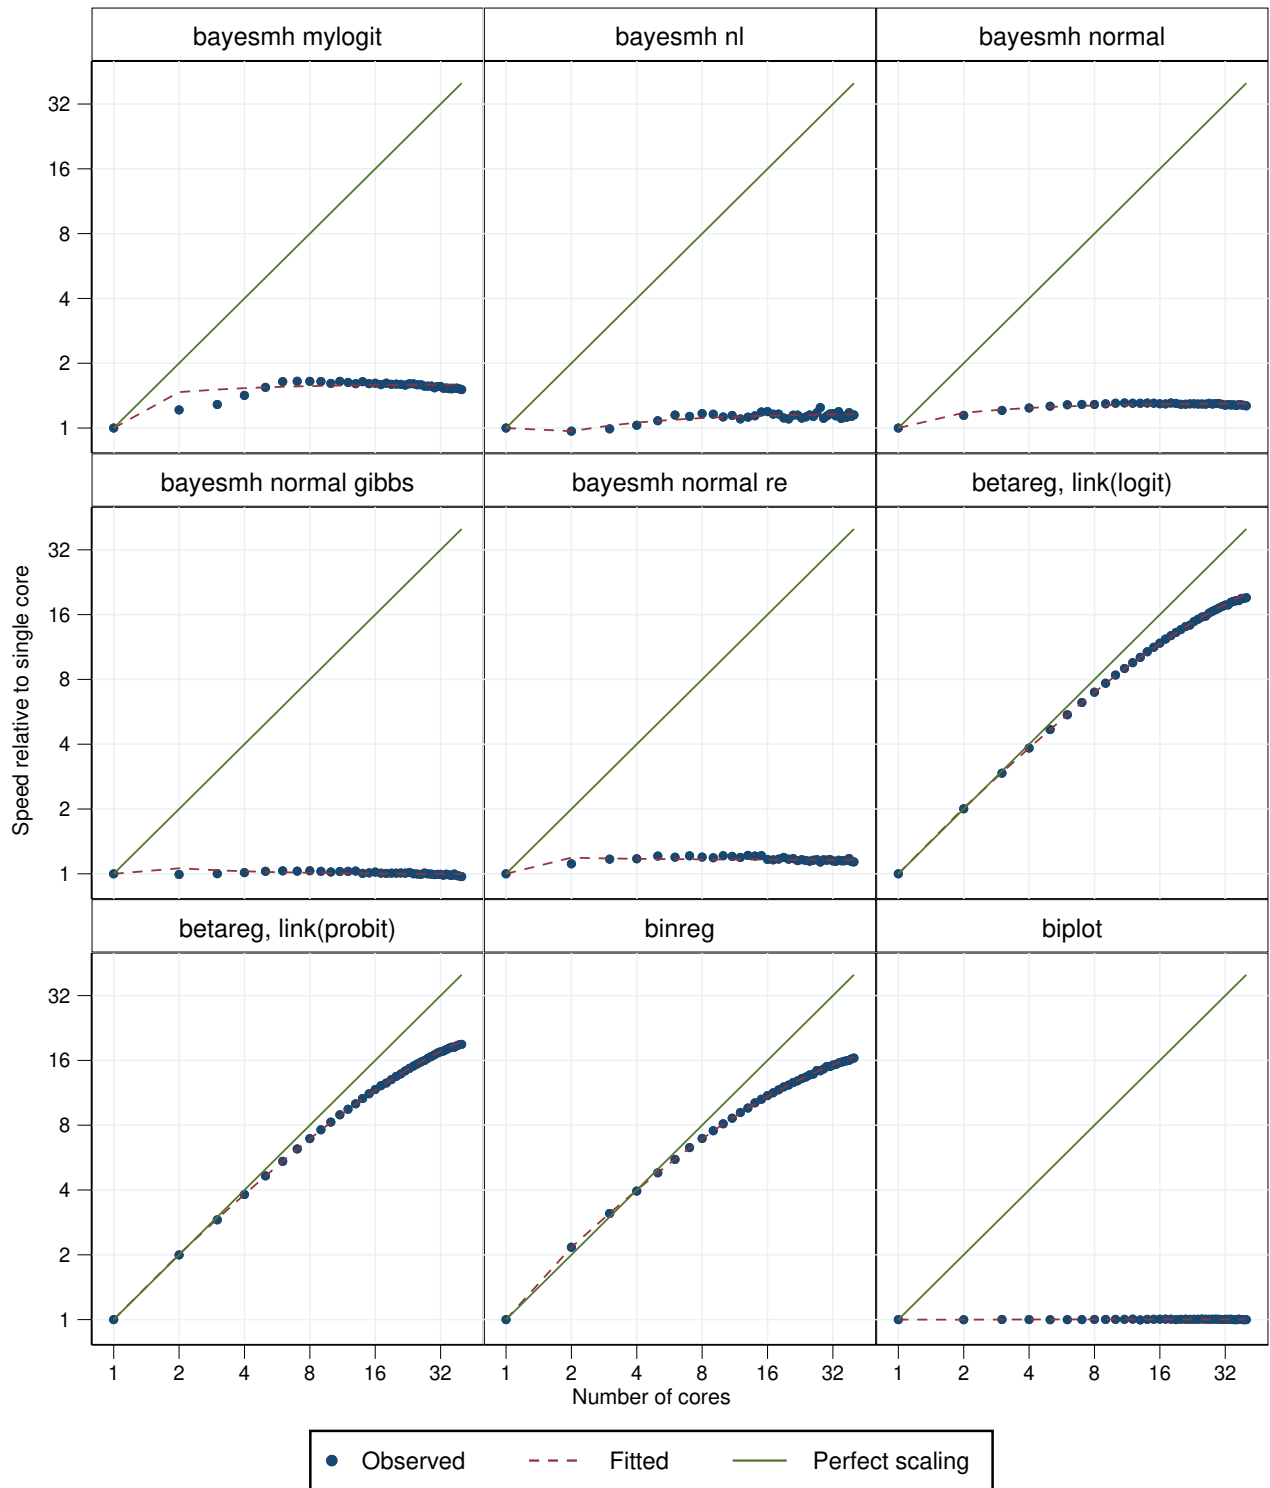 bayesmh mylogit
bayesmh nl
bayesmh normal
32
16
8
4
2
1
bayesmh normal gibbs
bayesmh normal re
betareg, link(logit)
Speed relative to single core
32
16
8
4
2
1
betareg, link(probit)
binreg
biplot
32
16
8
4
2
1
1 2 4 8 16 32
1 2 4 8 16 32
1 2 4 8 16 32
Number of cores
Observed
Fitted
Perfect scaling